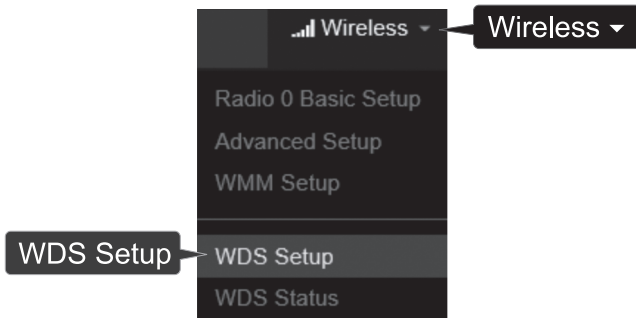 Wireless
Wireless
Radio 0 Basic Setup
Advanced Setup
WMM Setup
WDS Setup
WDS Setup
WDS Status